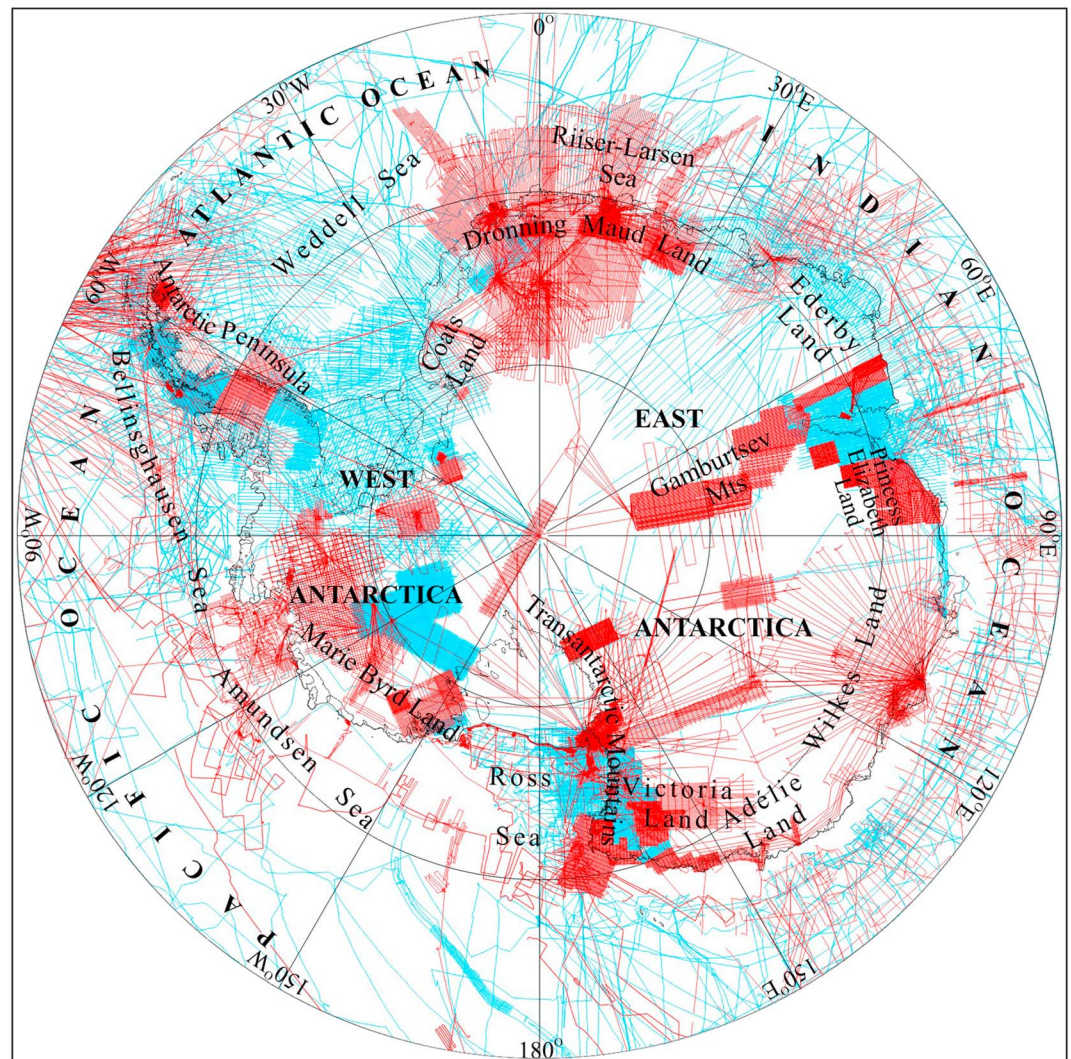 0°
30°E
60°E
90°E
120°E
150°E
180°
150°W
120°W
90°W
60°W
30°W
ATLANTIC OCEAN
INDIAN OCEAN
PACIFIC OCEAN
Weddell Sea
Riiser-Larsen
Sea
Dronning Maud Land
Ederby
Land
Coats
Land
Antarctic Peninsula
Bellinsghausen Sea
EAST
ANTARCTICA
WEST
ANTARCTICA
Gamburtsev
Mts
Princess
Elizabeth
Land
Transantarctic Mountains
Marie Byrd Land
Amundsen
Sea
Ross
Sea
Victoria
Land
Adélie
Land
Wilkes Land